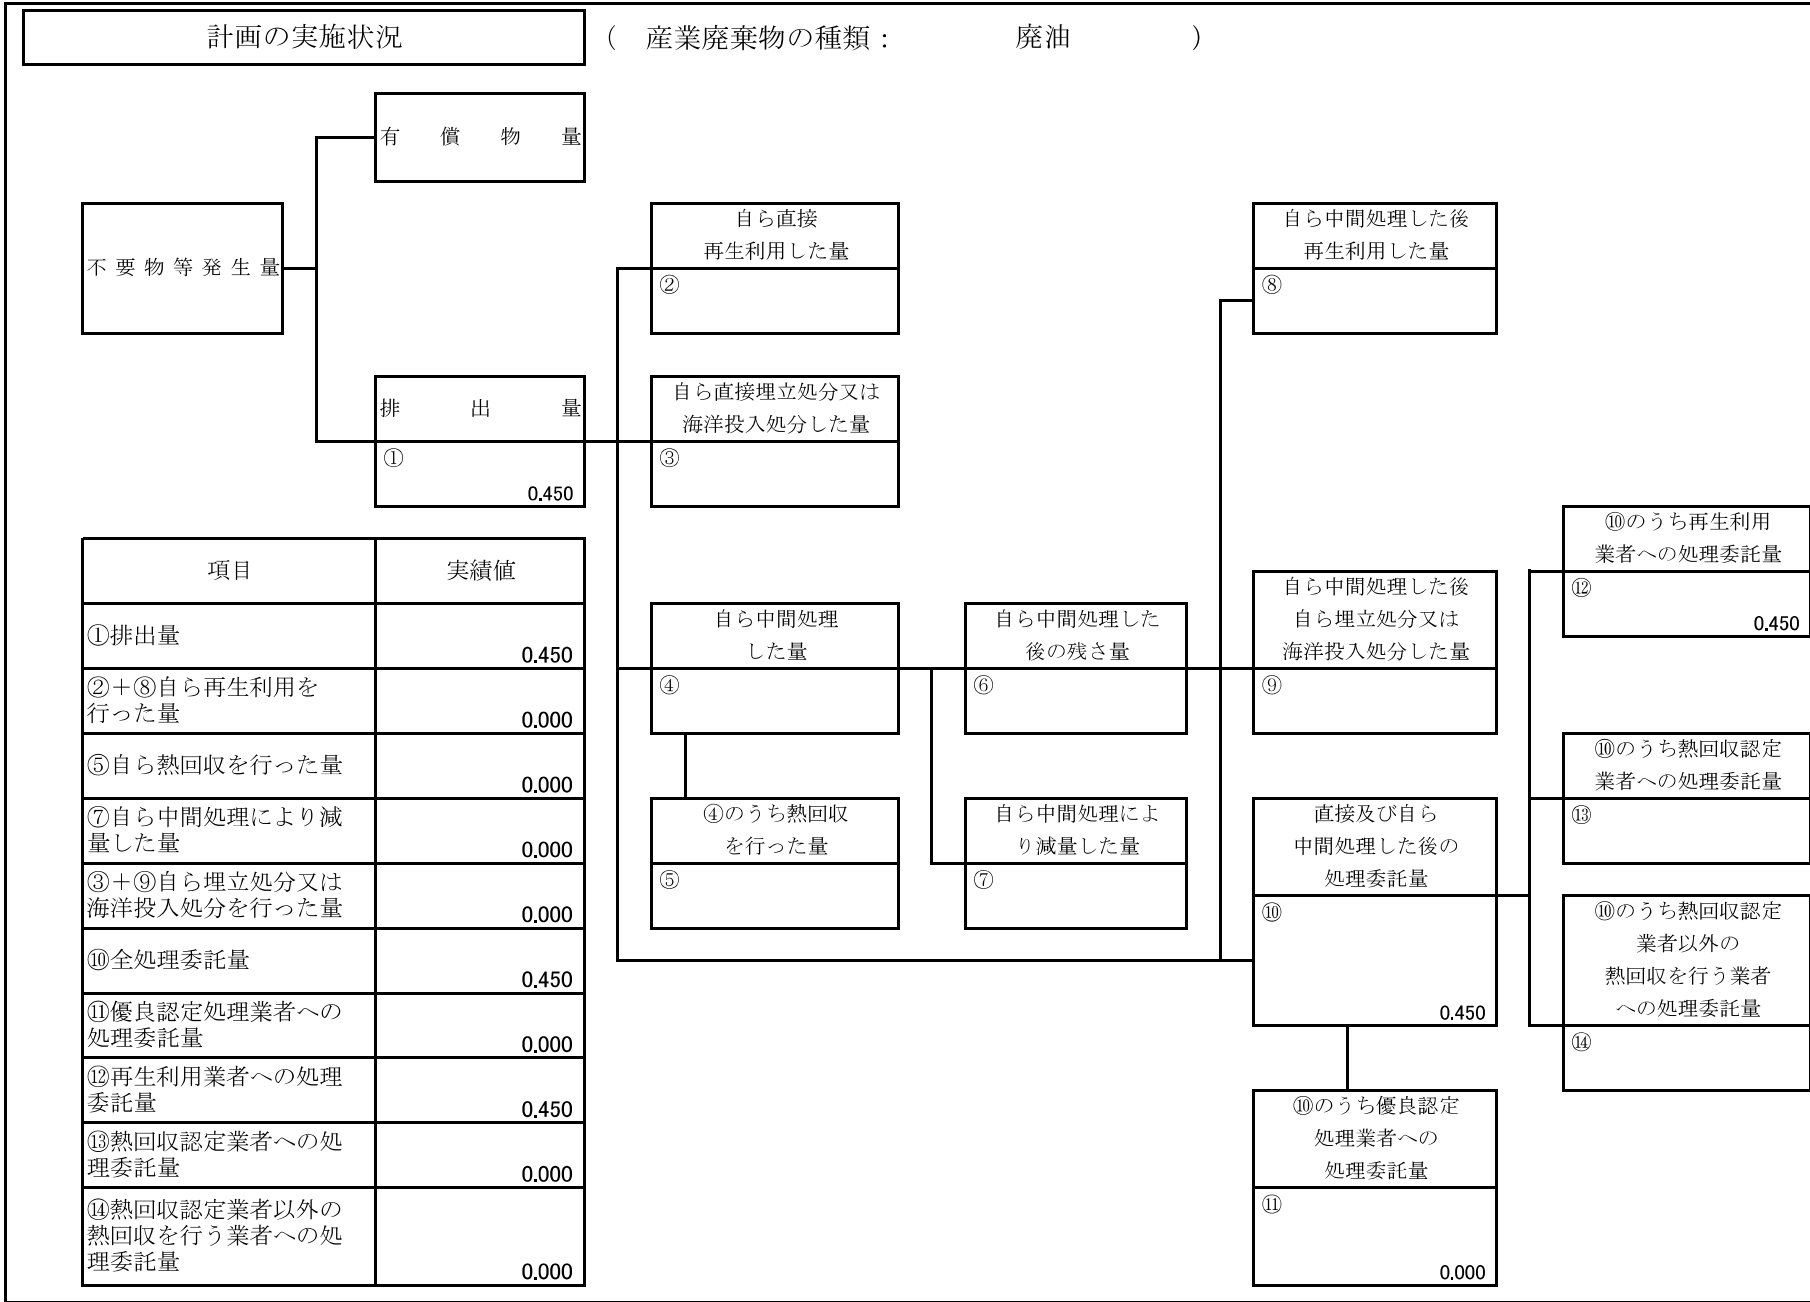 計画の実施状況
( 産業廃棄物の種類： 廃油 )
有償物量
不要物等発生量
自ら直接
再生利用した量
②
自ら中間処理した後
再生利用した量
⑧
排出量
①
0.450
自ら直接埋立処分又は
海洋投入処分した量
③
項目 実績値
①排出量
0.450
②＋⑧自ら再生利用を
行った量
0.000
⑤自ら熱回収を行った量
0.000
⑦自ら中間処理により減
量した量
0.000
③＋⑨自ら埋立処分又は
海洋投入処分を行った量
0.000
⑩全処理委託量
0.450
⑪優良認定処理業者への
処理委託量
0.000
⑫再生利用業者への処理
委託量
0.450
⑬熱回収認定業者への処
理委託量
0.000
⑭熱回収認定業者以外の
熱回収を行う業者への処
理委託量
0.000
自ら中間処理
した量
④
④のうち熱回収
を行った量
⑤
自ら中間処理した
後の残さ量
⑥
自ら中間処理によ
り減量した量
⑦
自ら中間処理した後
自ら埋立処分又は
海洋投入処分した量
⑨
直接及び自ら
中間処理した後の
処理委託量
⑩
0.450
⑩のうち優良認定
処理業者への
処理委託量
⑪
0.000
⑩のうち再生利用
業者への処理委託量
⑫
0.450
⑩のうち熱回収認定
業者への処理委託量
⑬
⑩のうち熱回収認定
業者以外の
熱回収を行う業者
への処理委託量
⑭